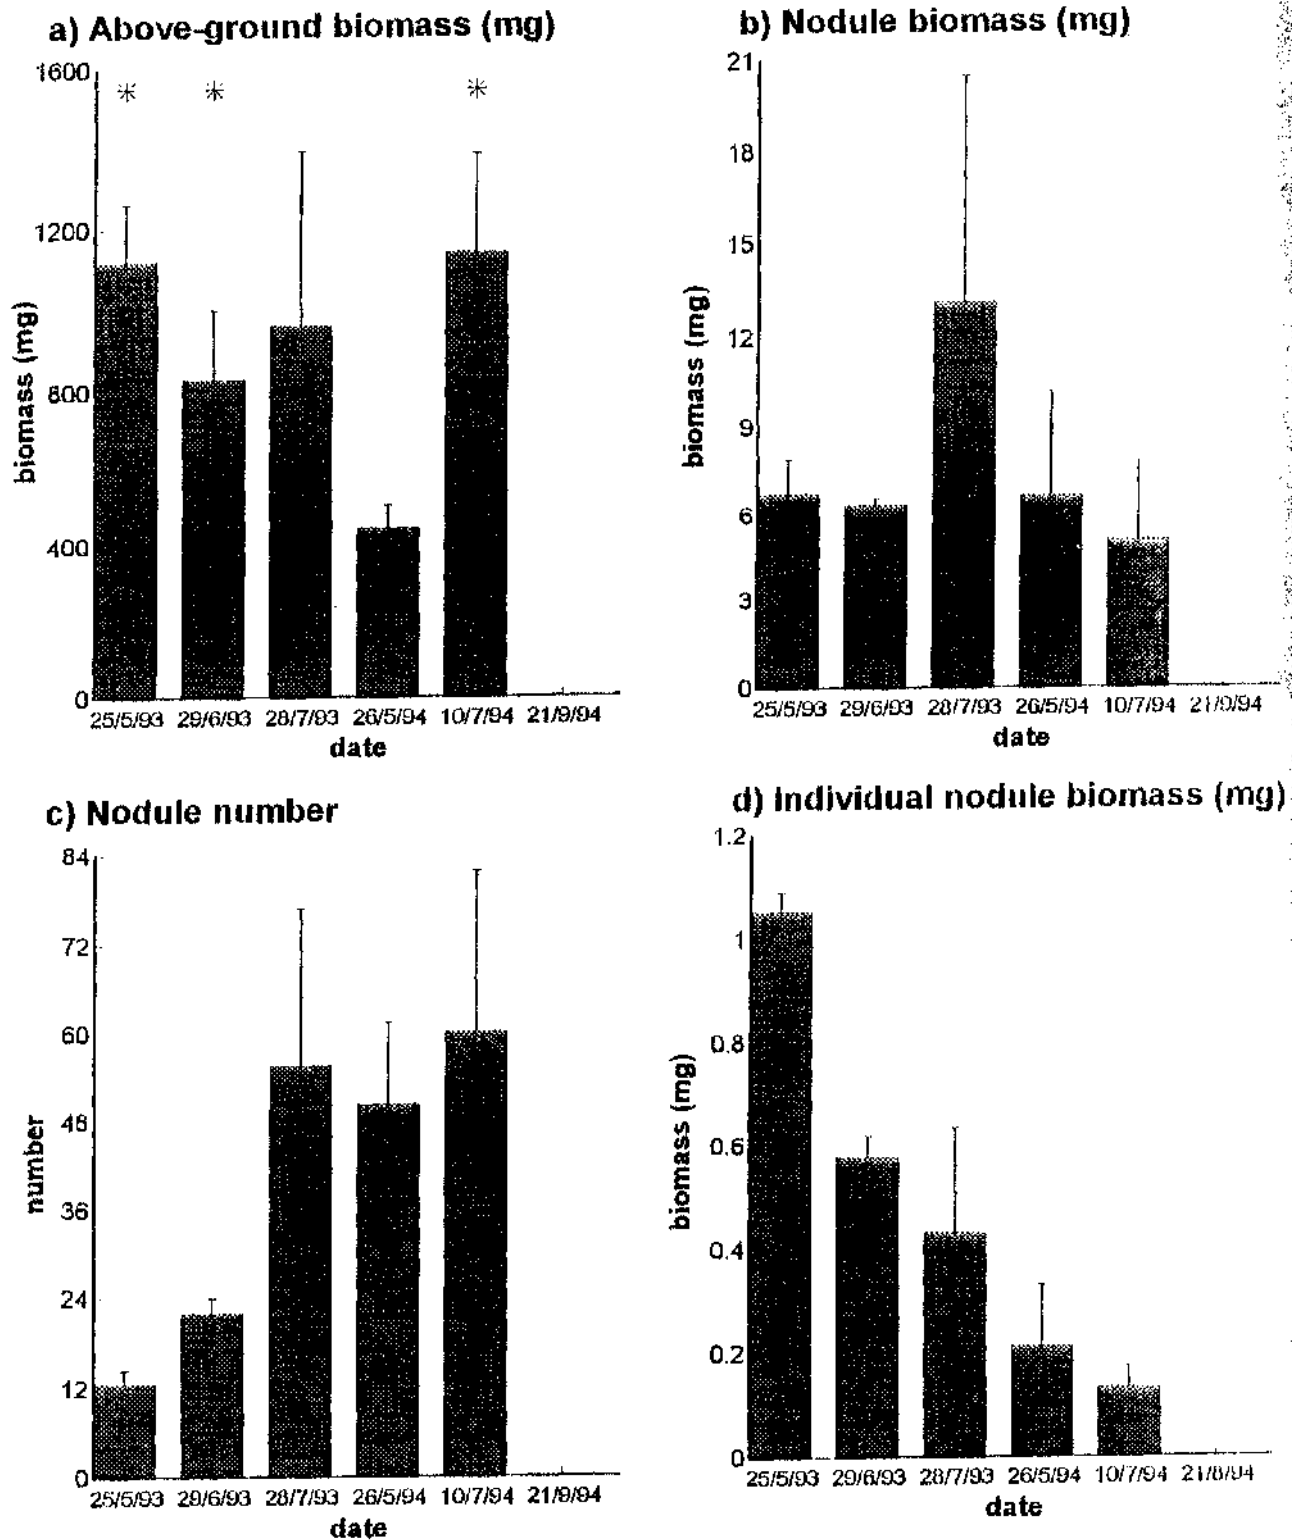 a) Above-ground biomass (mg)
1600
* * *
1200
800
400
0
biomass (mg)
25/5/93 29/6/93 28/7/93 26/5/94 10/7/94 21/9/94
date
b) Nodule biomass (mg)
21
18
15
12
9
6
3
0
biomass (mg)
25/5/93 29/6/93 28/7/93 26/5/94 10/7/94 21/9/94
date
c) Nodule number
84
72
60
48
36
24
12
0
number
25/5/93 29/6/93 28/7/93 26/5/94 10/7/94 21/9/94
date
d) Individual nodule biomass (mg)
1.2
1
0.8
0.6
0.4
0.2
0
biomass (mg)
25/5/93 29/6/93 28/7/93 26/5/94 10/7/94
date